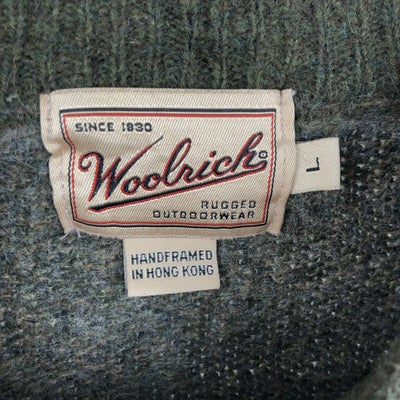 SINCE 1830
Woolrich®
RUGGED
OUTDOORWEAR
L
HANDFRAMED
IN HONG KONG